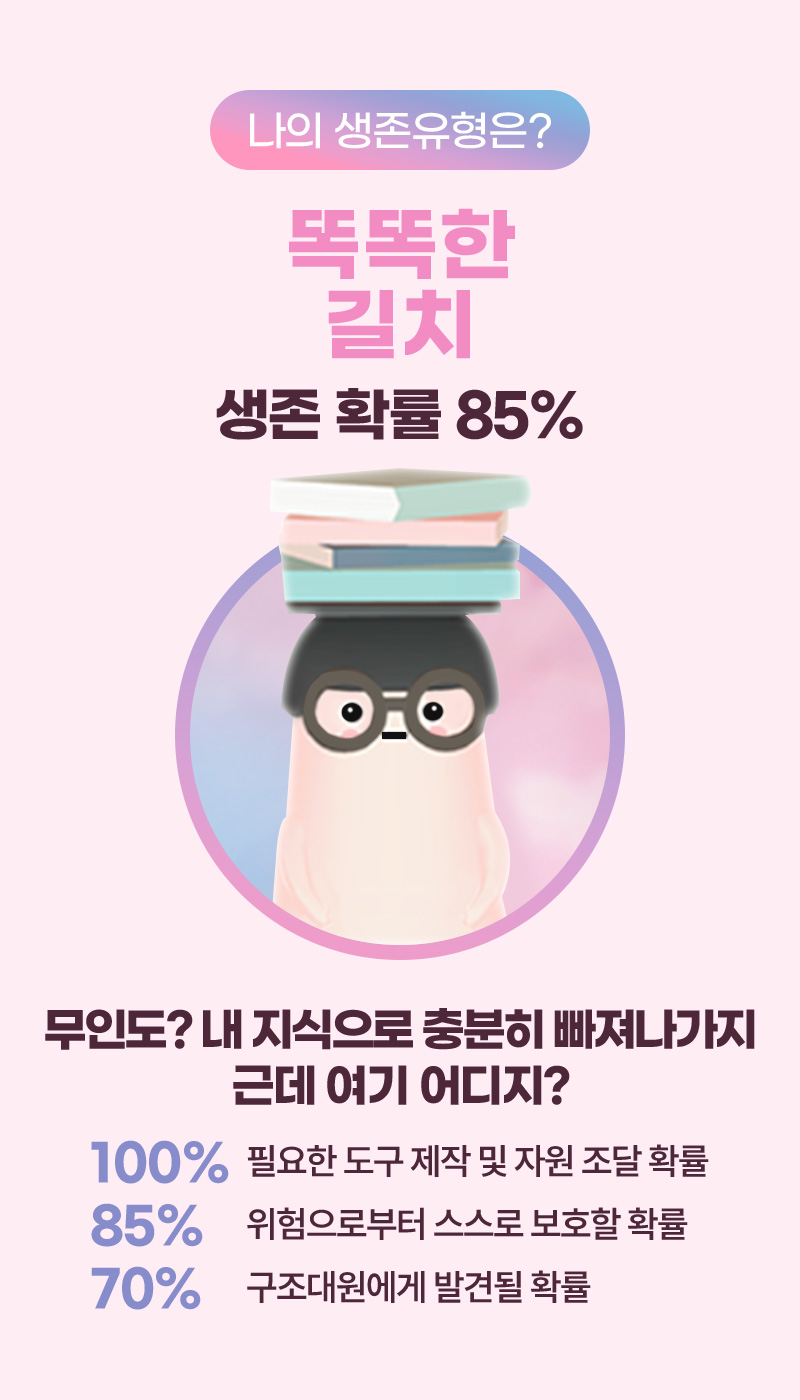 나의 생존유형은?
똑똑한
길치
생존 확률 85%
무인도? 내 지식으로 충분히 빠져나가지
근데 여기 어디지?
100% 필요한 도구 제작 및 자원 조달 확률
85% 위험으로부터 스스로 보호할 확률
70% 구조대원에게 발견될 확률